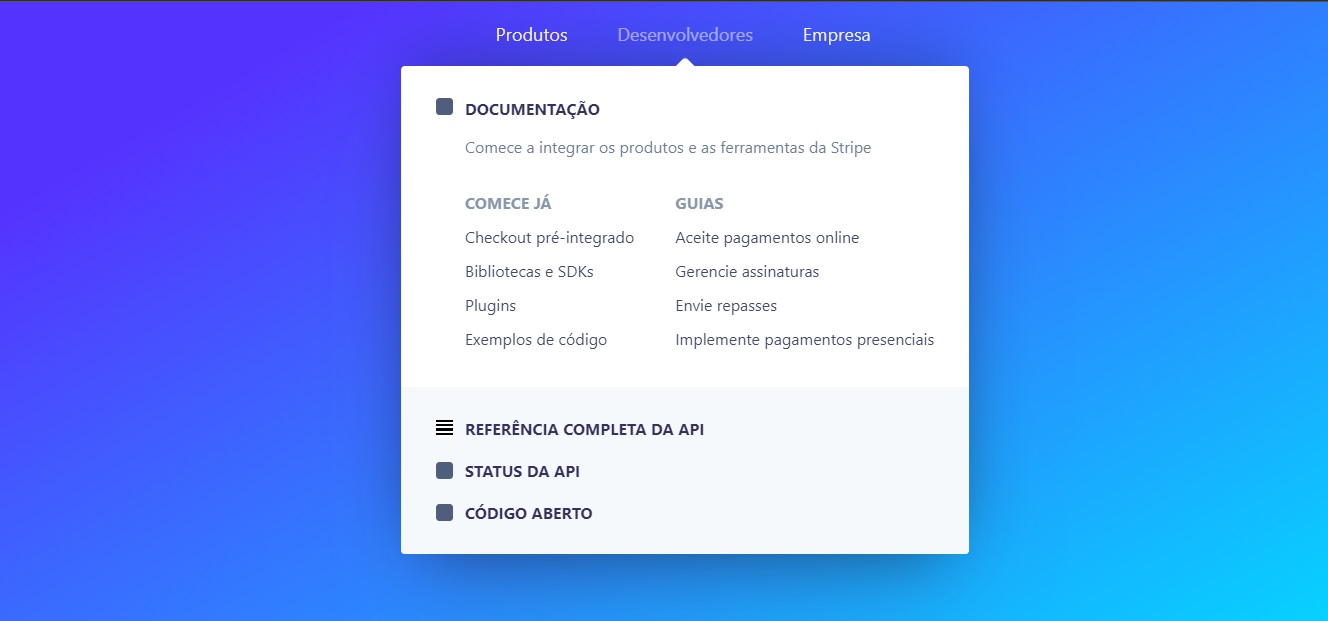 Produtos Desenvolvedores Empresa
DOCUMENTAÇÃO
Comece a integrar os produtos e as ferramentas da Stripe
COMECE JÁ
Checkout pré-integrado
Bibliotecas e SDKs
Plugins
Exemplos de código
GUIAS
Aceite pagamentos online
Gerencie assinaturas
Envie repasses
Implemente pagamentos presenciais
REFERÊNCIA COMPLETA DA API
STATUS DA API
CÓDIGO ABERTO